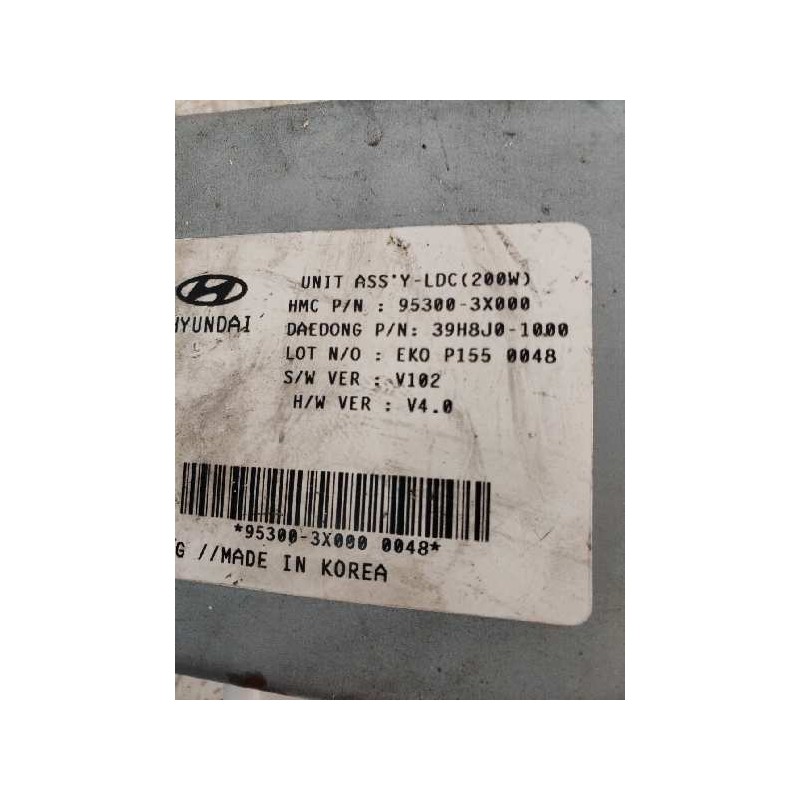 UNIT ASS'Y-LDC(200W)
HMC P/N : 95300-3X000
HYUNDAI
DAEDONG P/N: 39H8J0-1000
LOT N/O : EKO P155 0048
S/W VER : V102
H/W VER : V4.0
*95300-3X000 0048*
G //MADE IN KOREA